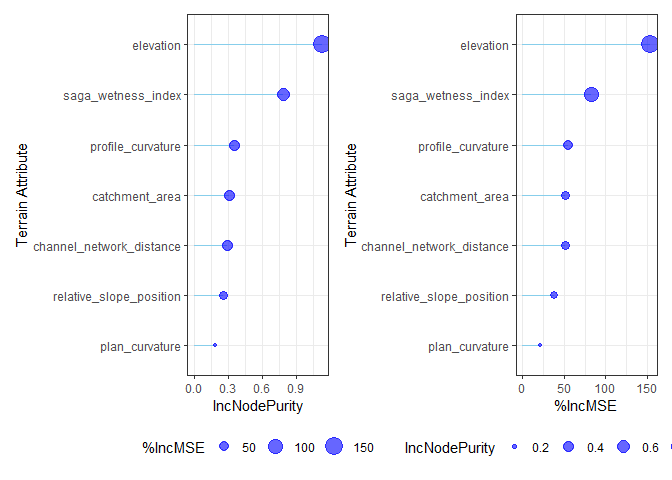 elevation
saga_wetness_index
profile_curvature
catchment_area
channel_network_distance
relative_slope_position
plan_curvature
Terrain Attribute
0.0 0.3 0.6 0.9
IncNodePurity
elevation
saga_wetness_index
profile_curvature
catchment_area
channel_network_distance
relative_slope_position
plan_curvature
Terrain Attribute
0 50 100 150
%IncMSE
%IncMSE 50 100 150
IncNodePurity 0.2 0.4 0.6